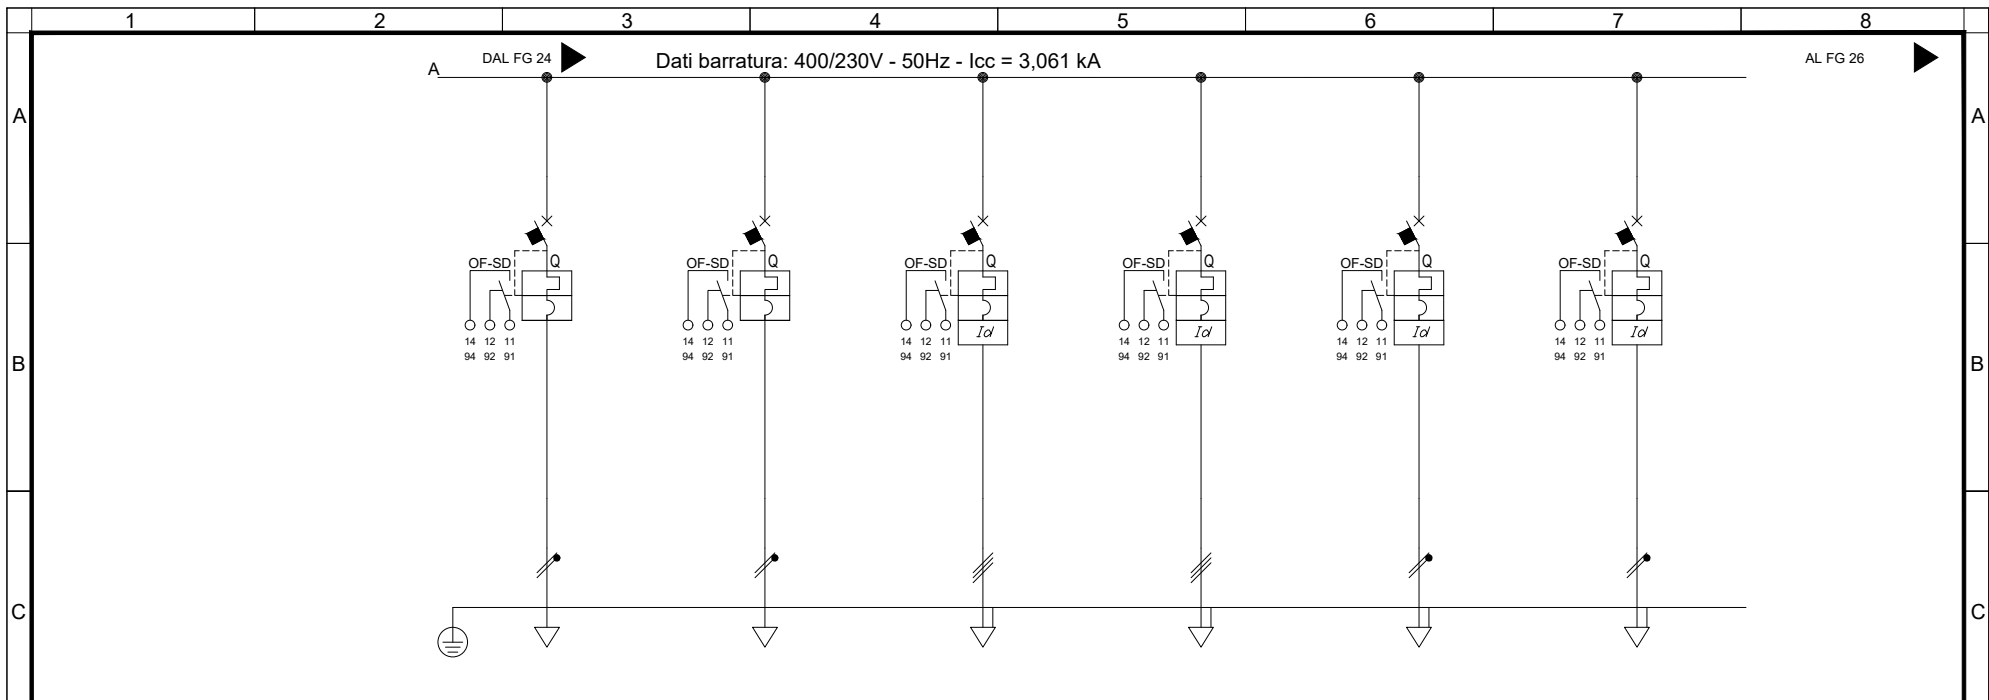 1 2 3 4 5 6 7 8
DAL FG 24 Dati barratura: 400/230V - 50Hz - Icc = 3,061 kA AL FG 26
A
A A
OF-SD Q OF-SD Q OF-SD Q OF-SD Q OF-SD Q OF-SD Q
Id Id Id Id
14 12 11 14 12 11 14 12 11 14 12 11 14 12 11 14 12 11
94 92 91 94 92 91 94 92 91 94 92 91 94 92 91 94 92 91
B B
C C